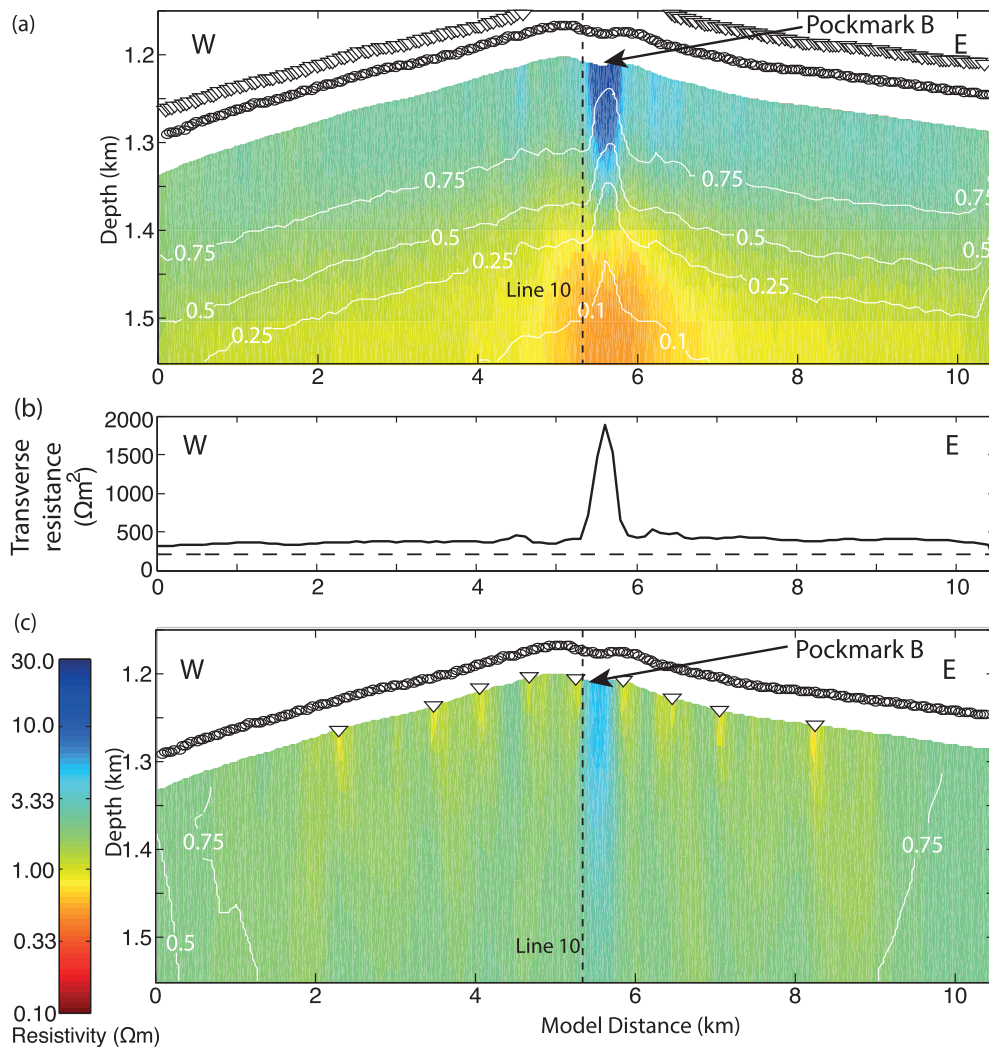 (a)
W
Pockmark B
E
1.2
1.3
1.4
1.5
Depth (km)
0.75
0.75
0.75
0.5
0.5
0.5
0.25
0.25
0.25
0.1
0.1
Line 10
0
2
4
6
8
10
(b)
W
E
2000
1500
1000
500
0
Transverse
resistance
(Ωm²)
0
2
4
6
8
10
(c)
W
Pockmark B
E
1.2
1.3
1.4
1.5
Depth (km)
0.75
0.75
0.5
Line 10
30.0
10.0
3.33
1.00
0.33
0.10
Resistivity (Ωm)
0
2
4
6
8
10
Model Distance (km)